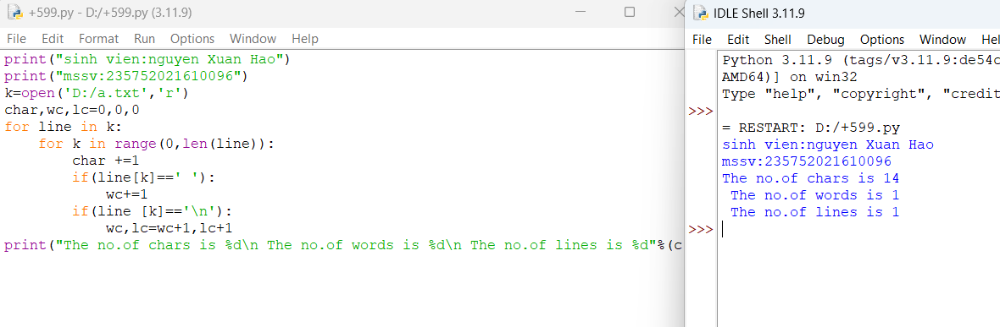 +599.py - D:/+599.py (3.11.9)
File Edit Format Run Options Window Help
print("sinh vien:nguyen Xuan Hao")
print("mssv:235752021610096")
k=open('D:/a.txt','r')
char,wc,lc=0,0,0
for line in k:
    for k in range(0,len(line)):
        char +=1
        if(line[k]==' '):
            wc+=1
        if(line [k]=='\n'):
            wc,lc=wc+1,lc+1
print("The no.of chars is %d\n The no.of words is %d\n The no.of lines is %d"%(c
IDLE Shell 3.11.9
File Edit Shell Debug Options Window Hel
Python 3.11.9 (tags/v3.11.9:de54c
AMD64)] on win32
Type "help", "copyright", "credit
>>>
= RESTART: D:/+599.py
sinh vien:nguyen Xuan Hao
mssv:235752021610096
The no.of chars is 14
 The no.of words is 1
 The no.of lines is 1
>>>